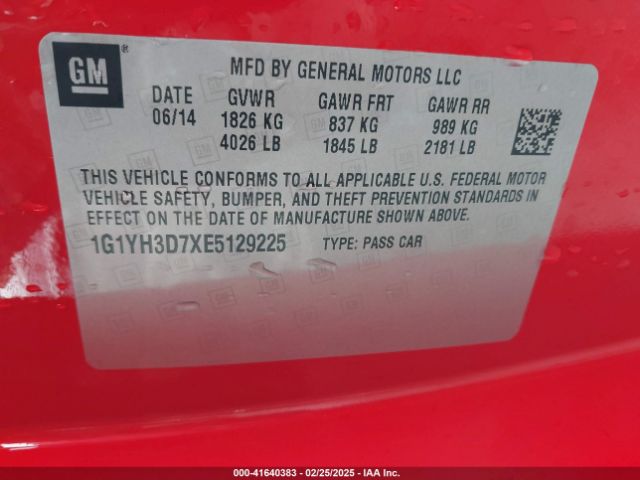 GM ®
MFD BY GENERAL MOTORS LLC
DATE GVWR GAWR FRT GAWR RR
06/14 1826 KG 837 KG 989 KG
4026 LB 1845 LB 2181 LB
THIS VEHICLE CONFORMS TO ALL APPLICABLE U.S. FEDERAL MOTOR
VEHICLE SAFETY, BUMPER, AND THEFT PREVENTION STANDARDS IN
EFFECT ON THE DATE OF MANUFACTURE SHOWN ABOVE.
1G1YH3D7XE5129225 TYPE: PASS CAR
000-41640383 / 02/25/2025 - IAAI.COM